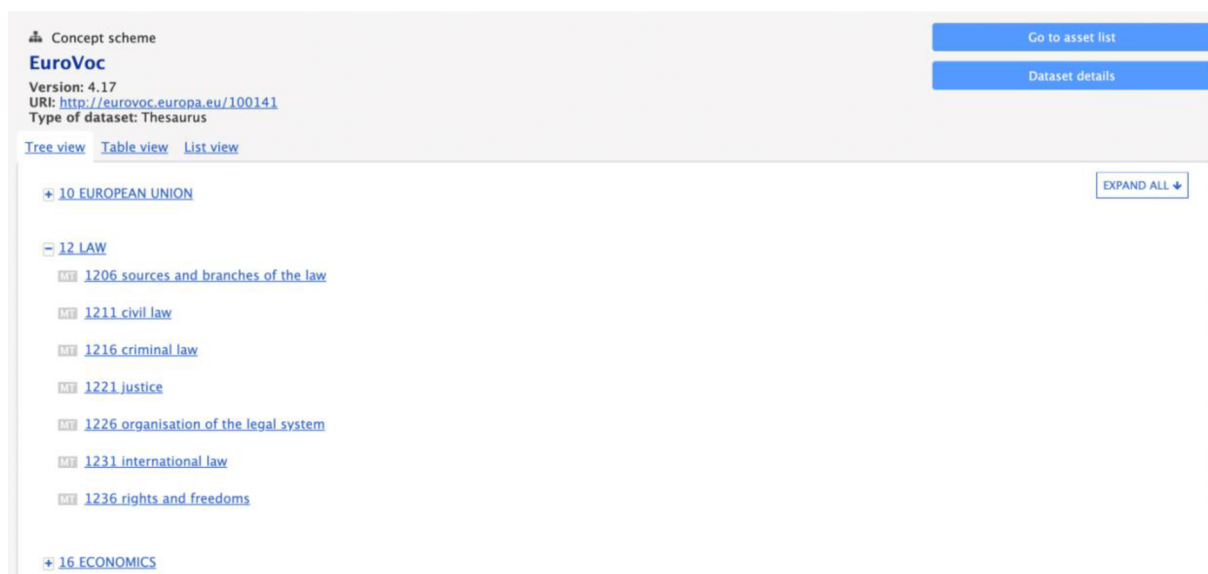 Concept scheme
Go to asset list
EuroVoc
Dataset details
Version: 4.17
URI: http://eurovoc.europa.eu/100141
Type of dataset: Thesaurus
Tree view Table view List view
EXPAND ALL
10 EUROPEAN UNION
12 LAW
MT 1206 sources and branches of the law
MT 1211 civil law
MT 1216 criminal law
MT 1221 justice
MT 1226 organisation of the legal system
MT 1231 international law
MT 1236 rights and freedoms
16 ECONOMICS